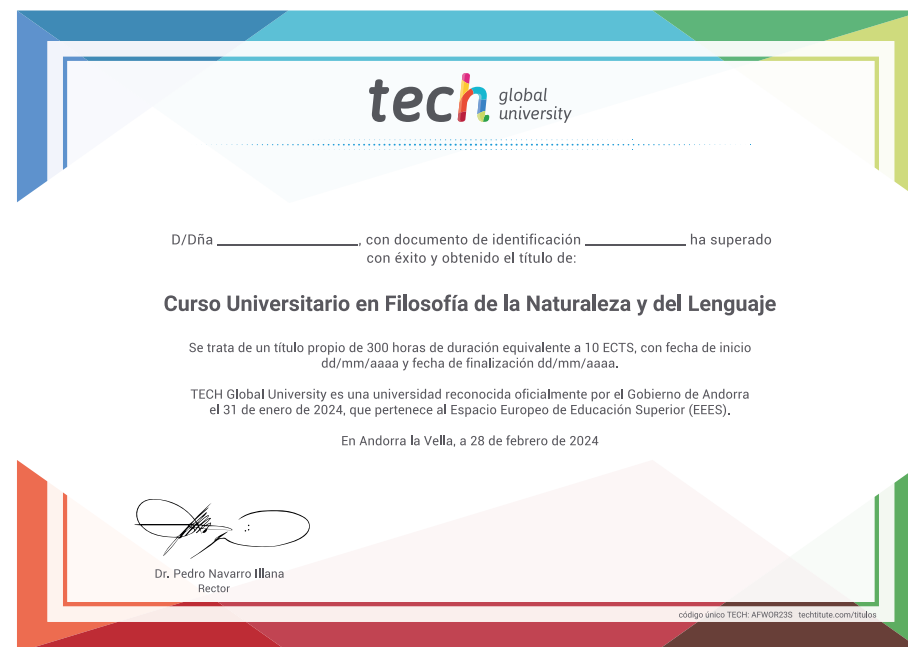 tech global university
D/Dña ______________, con documento de identificación __________ ha superado
con éxito y obtenido el título de:
Curso Universitario en Filosofía de la Naturaleza y del Lenguaje
Se trata de un título propio de 300 horas de duración equivalente a 10 ECTS, con fecha de inicio
dd/mm/aaaa y fecha de finalización dd/mm/aaaa.
TECH Global University es una universidad reconocida oficialmente por el Gobierno de Andorra
el 31 de enero de 2024, que pertenece al Espacio Europeo de Educación Superior (EEES).
En Andorra la Vella, a 28 de febrero de 2024
Dr. Pedro Navarro Illana
Rector
código único TECH: AFWOR23S techtitute.com/titulos